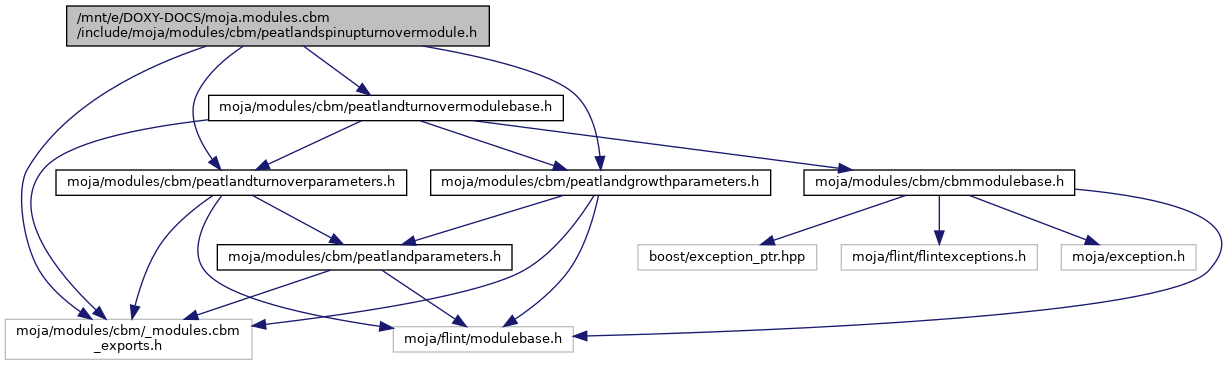 /mnt/e/DOXY-DOCS/moja.modules.cbm
/include/moja/modules/cbm/peatlandspinupturnovermodule.h
moja/modules/cbm/peatlandturnovermodulebase.h
moja/modules/cbm/peatlandturnoverparameters.h
moja/modules/cbm/peatlandgrowthparameters.h
moja/modules/cbm/cbmmodulebase.h
moja/modules/cbm/peatlandparameters.h
boost/exception_ptr.hpp
moja/flint/flintexceptions.h
moja/exception.h
moja/modules/cbm/_modules.cbm
_exports.h
moja/flint/modulebase.h